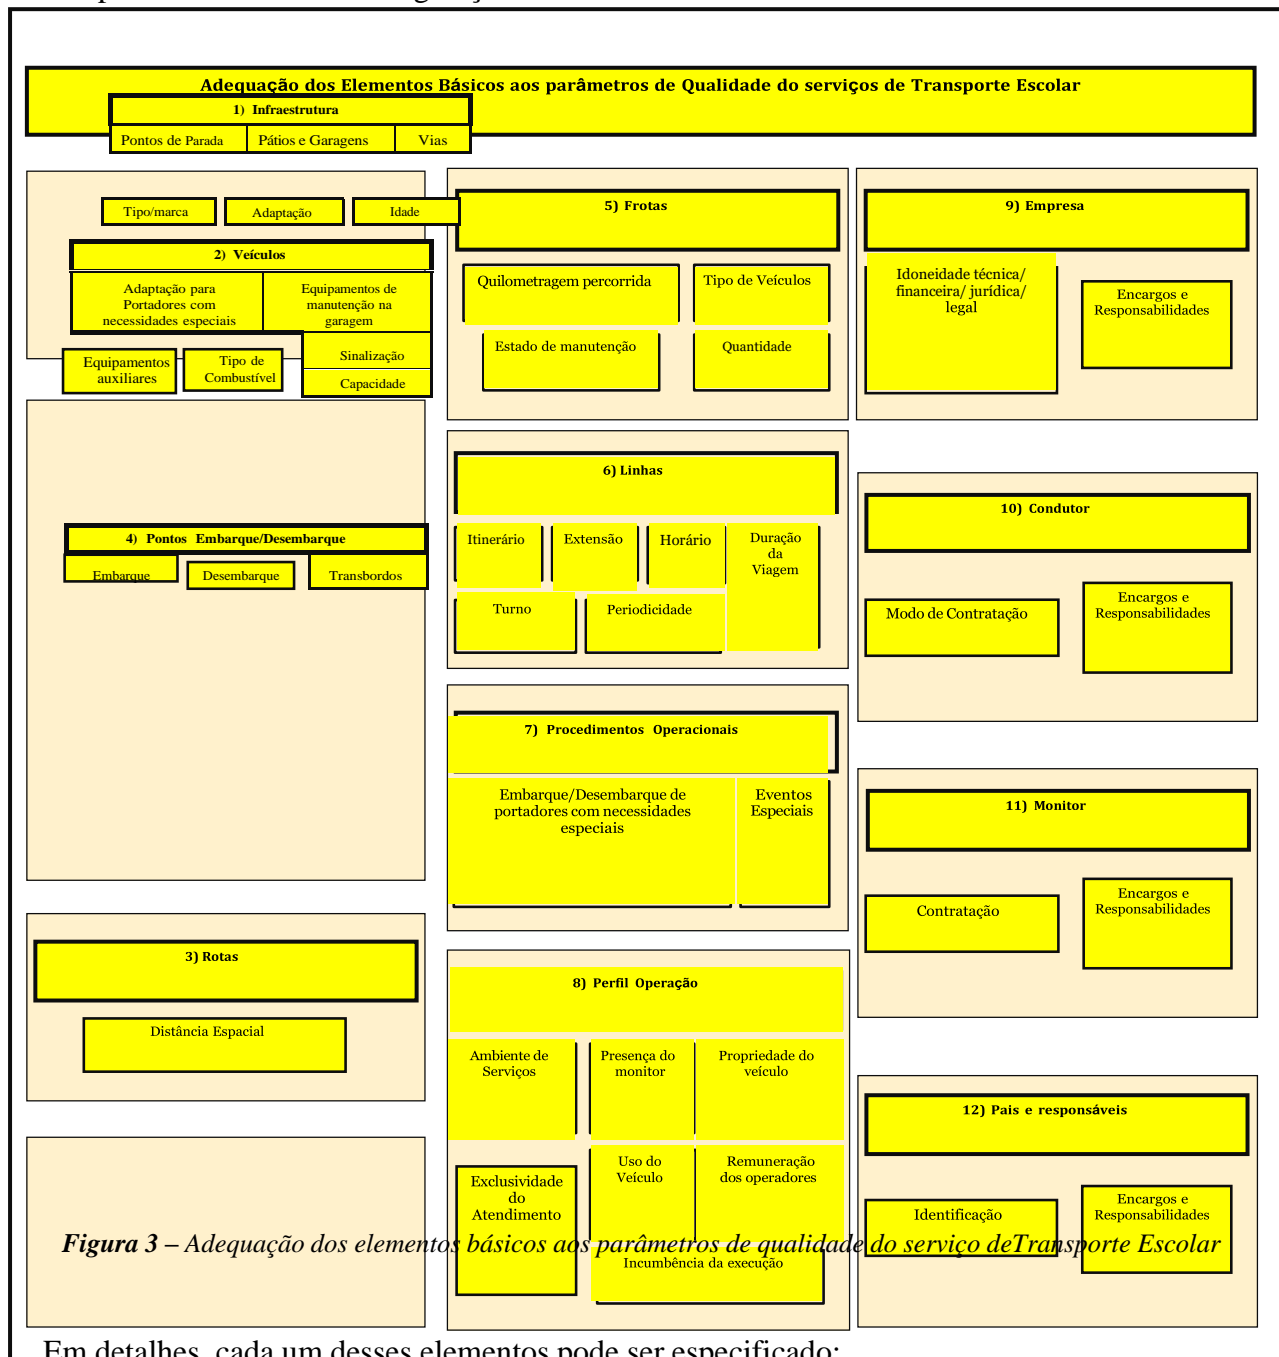 Adequação dos Elementos Básicos aos parâmetros de Qualidade do serviços de Transporte Escolar
1) Infraestrutura
Pontos de Parada
Pátios e Garagens
Vias
Tipo/marca
Adaptação
Idade
2) Veículos
Adaptação para
Portadores com
necessidades especiais
Equipamentos de
manutenção na
garagem
Sinalização
Capacidade
Equipamentos
auxiliares
Tipo de
Combustível
4) Pontos Embarque/Desembarque
Embarque
Desembarque
Transbordos
3) Rotas
Distância Espacial
5) Frotas
Quilometragem percorrida
Tipo de Veículos
Estado de manutenção
Quantidade
6) Linhas
Itinerário
Extensão
Horário
Duração
da
Viagem
Turno
Periodicidade
7) Procedimentos Operacionais
Embarque/Desembarque de
portadores com necessidades
especiais
Eventos
Especiais
8) Perfil Operação
Ambiente de
Serviços
Presença do
monitor
Propriedade do
veículo
Exclusividade
do
Atendimento
Uso do
Veículo
Remuneração
dos operadores
Incumbência da execução
9) Empresa
Idoneidade técnica/
financeira/ jurídica/
legal
Encargos e
Responsabilidades
10) Condutor
Modo de Contratação
Encargos e
Responsabilidades
11) Monitor
Contratação
Encargos e
Responsabilidades
12) Pais e responsáveis
Identificação
Encargos e
Responsabilidades
Figura 3 – Adequação dos elementos básicos aos parâmetros de qualidade do serviço deTransporte Escolar
Em detalhes, cada um desses elementos pode ser especificado: